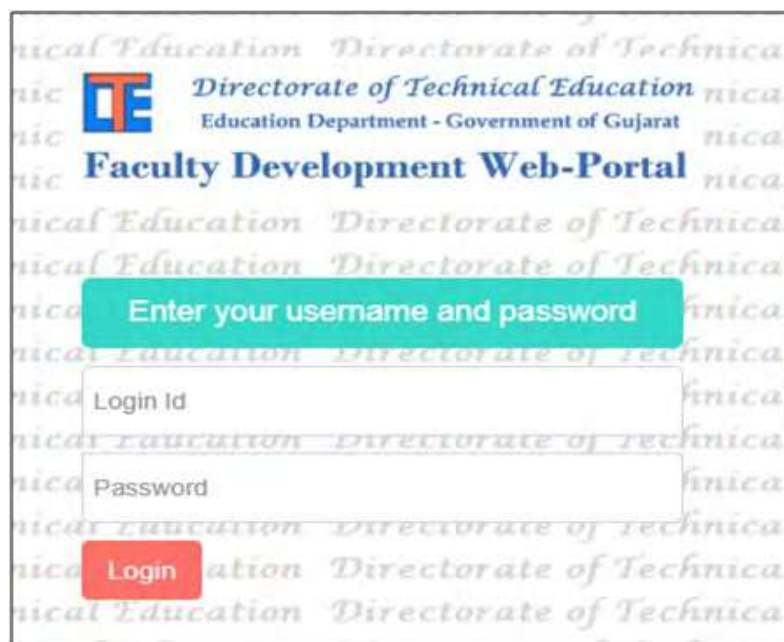 Directorate of Technical Education
Education Department - Government of Gujarat
Faculty Development Web-Portal
Enter your username and password
Login Id
Password
Login